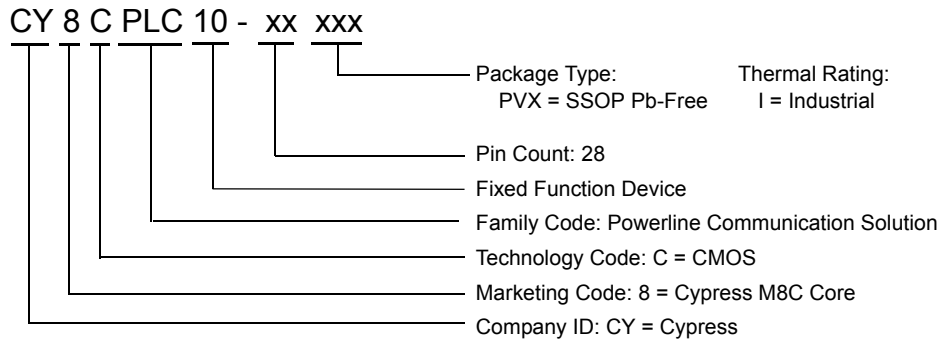 CY 8 C PLC 10 - xx xxx
Package Type: Thermal Rating:
PVX = SSOP Pb-Free I = Industrial
Pin Count: 28
Fixed Function Device
Family Code: Powerline Communication Solution
Technology Code: C = CMOS
Marketing Code: 8 = Cypress M8C Core
Company ID: CY = Cypress